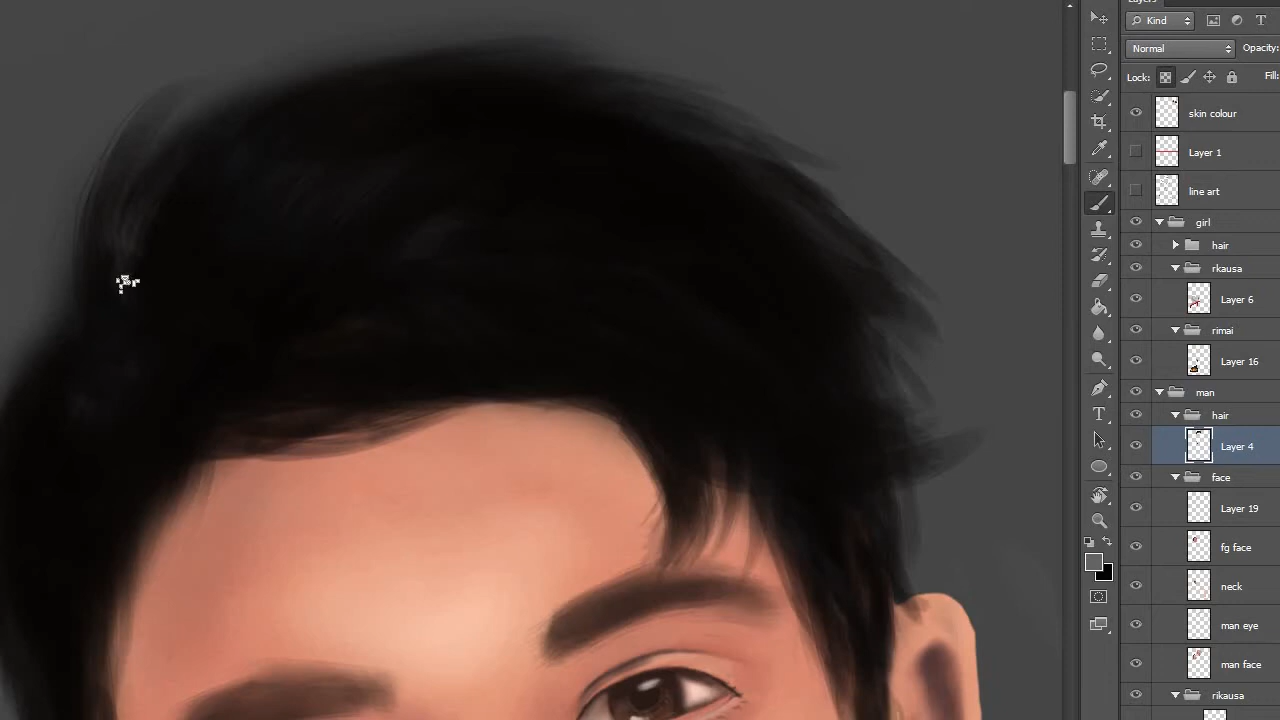 Layers
Kind
Normal
Opacity:
Lock:
Fill:
skin colour
Layer 1
line art
girl
hair
rkausa
Layer 6
rimai
Layer 16
man
hair
Layer 4
face
Layer 19
fg face
neck
man eye
man face
rikausa